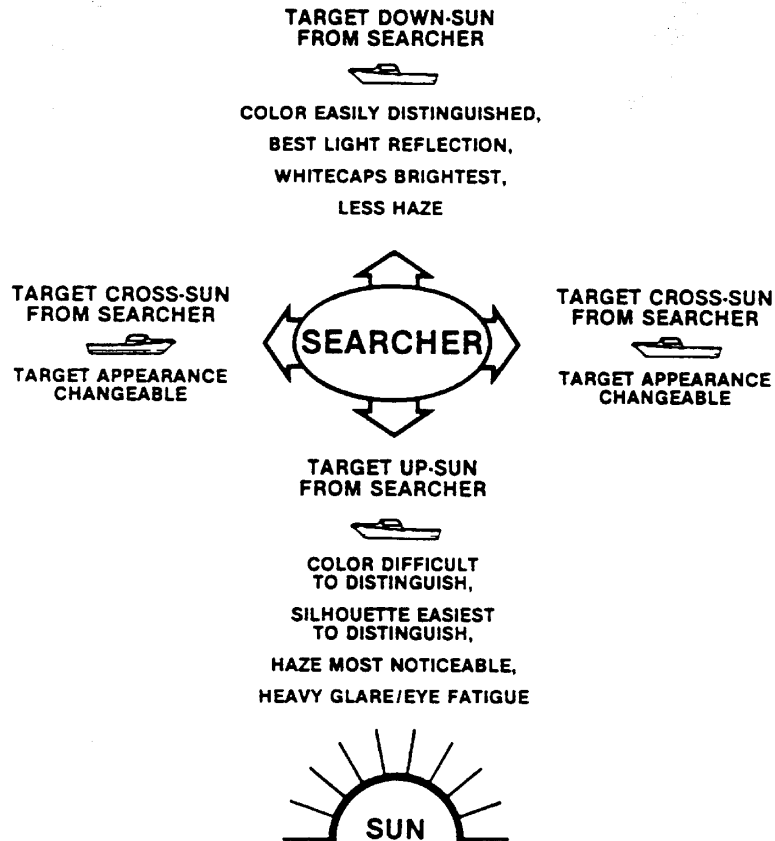 TARGET DOWN-SUN
FROM SEARCHER
COLOR EASILY DISTINGUISHED,
BEST LIGHT REFLECTION,
WHITECAPS BRIGHTEST,
LESS HAZE
TARGET CROSS-SUN
FROM SEARCHER
TARGET APPEARANCE
CHANGEABLE
SEARCHER
TARGET CROSS-SUN
FROM SEARCHER
TARGET APPEARANCE
CHANGEABLE
TARGET UP-SUN
FROM SEARCHER
COLOR DIFFICULT
TO DISTINGUISH,
SILHOUETTE EASIEST
TO DISTINGUISH,
HAZE MOST NOTICEABLE,
HEAVY GLARE/EYE FATIGUE
SUN